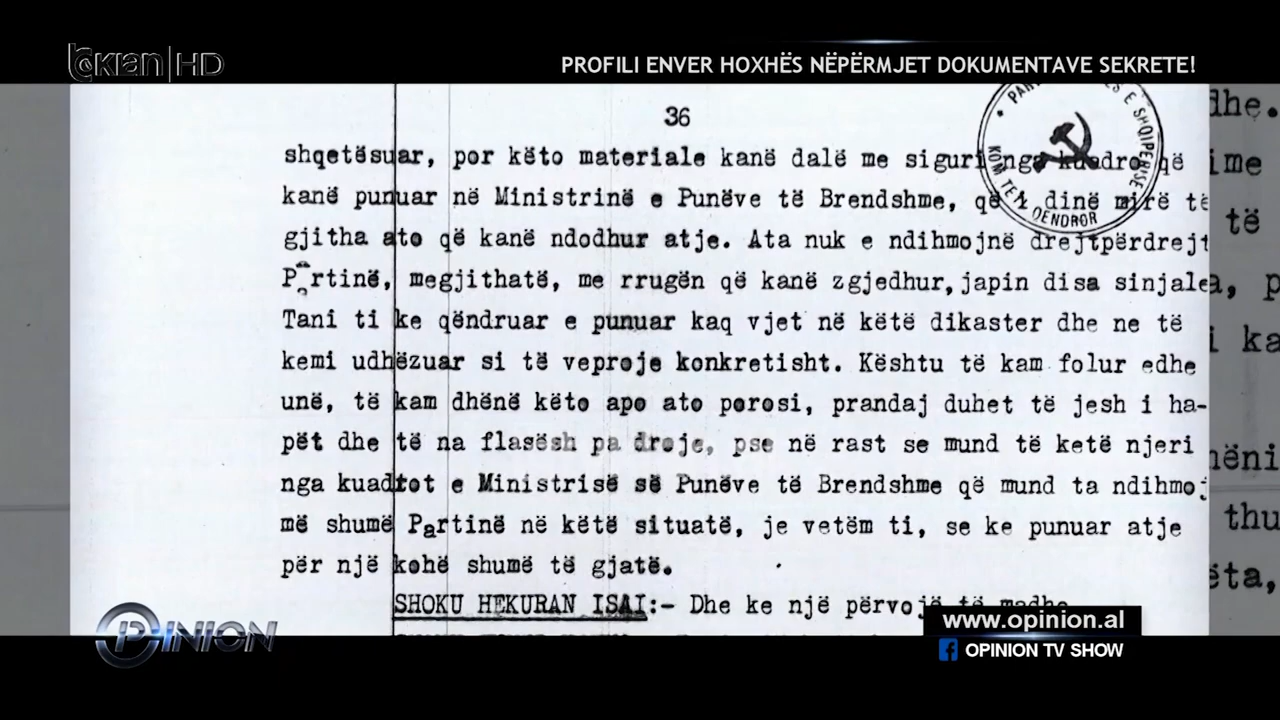 klan HD
PROFILI ENVER HOXHËS NËPËRMJET DOKUMENTAVE SEKRETE!
36
shqetësuar, por këto materiale kanë dalë me siguri nga kuadro që
kanë punuar në Ministrinë e Punëve të Brendshme, që i dinë mirë të
gjitha ato që kanë ndodhur atje. Ata nuk e ndihmojnë drejtpërdrejt
Partinë, megjithatë, me rrugën që kanë zgjedhur, japin disa sinjale
Tani ti ke qëndruar e punuar kaq vjet në këtë dikaster dhe ne të
kemi udhëzuar si të veproje konkretisht. Kështu të kam folur edhe
unë, të kam dhënë këto apo ato porosi, prandaj duhet të jesh i ha-
pët dhe të na flasësh pa droje, pse në rast se mund të ketë njeri
nga kuadrot e Ministrisë së Punëve të Brendshme që mund ta ndihmoj
më shumë Partinë në këtë situatë, je vetëm ti, se ke punuar atje
për një kohë shumë të gjatë.
SHOKU HEKURAN ISAI:- Dhe ke një përvojë të madhe
E SHQIPERISE
QENDROR
dhe.
ime
të
a, p
i ka
hëni
thu
ëta,
OPINION
www.opinion.al
OPINION TV SHOW